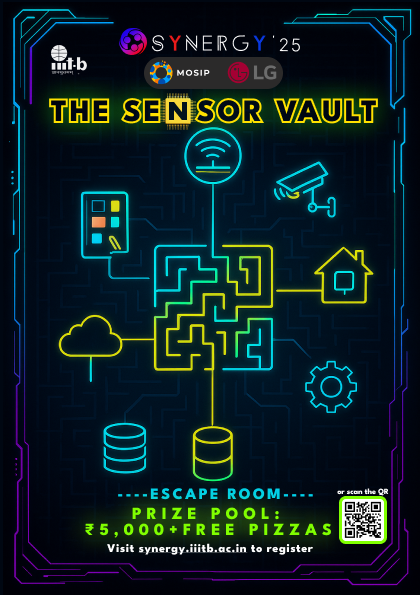 SYNERGY '25
iiit-b
MOSIP LG
THE SENSOR VAULT
----ESCAPE ROOM----
or scan the QR
PRIZE POOL:
₹5,000+FREE PIZZAS
Visit synergy.iiitb.ac.in to register